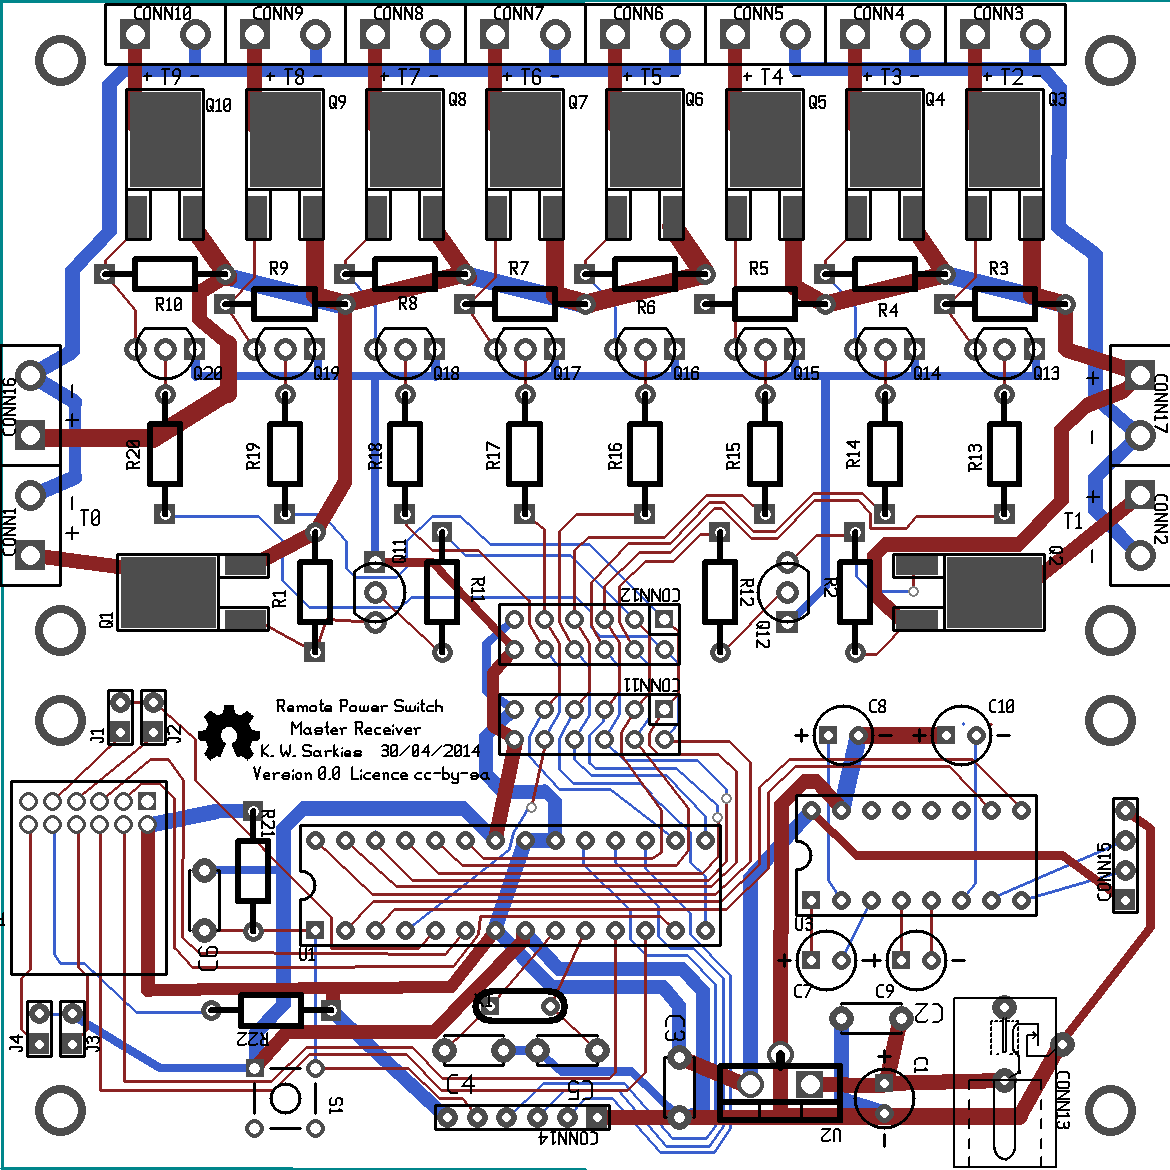 CONN10 CONN9 CONN8 CONN7 CONN6 CONN5 CONN4 CONN3
+ T9 - + T8 - + T7 - + T6 - + T5 - + T4 - + T3 - + T2 -
Q10 Q9 Q8 Q7 Q6 Q5 Q4 Q3
R9 R7 R5 R3
R10 R8 R6 R4
Q20 Q19 Q18 Q17 Q16 Q15 Q14 Q13
CONN16 - +
+ - CONN17
R20 R19 R18 R17 R16 R15 R14 R13
CONN1 - + T0
T1 + - CONN2
Q1 R1 Q11 R11 CONN12 R12 Q12 R2 Q2
CONN11
J1 J2
Remote Power Switch
Master Receiver
K. W. Sarkies 30/04/2014
Version 0.0 Licence cc-by-sa
+ C8 - + C10 -
R21
CONN15
C6 U1 U3
+ C7 - + C9 -
J4 J3
R22
C3 C2
C4 C5
+ C1 -
S1
CONN14
U2
CONN13